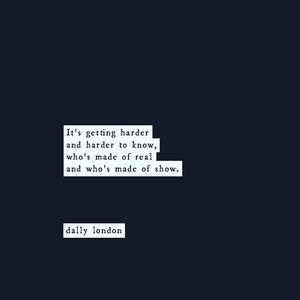 It's getting harder
and harder to know,
who's made of real
and who's made of show.
dally london